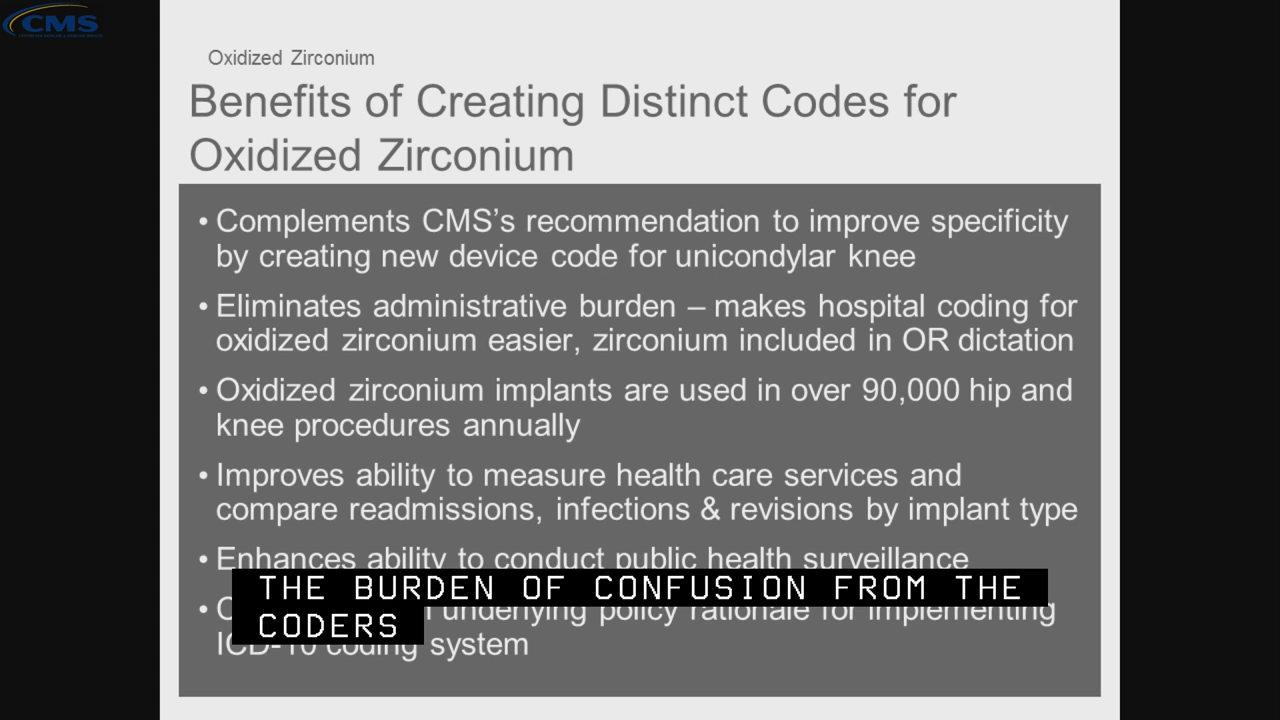 CMS
Oxidized Zirconium
Benefits of Creating Distinct Codes for
Oxidized Zirconium
• Complements CMS’s recommendation to improve specificity
by creating new device code for unicondylar knee
• Eliminates administrative burden – makes hospital coding for
oxidized zirconium easier, zirconium included in OR dictation
• Oxidized zirconium implants are used in over 90,000 hip and
knee procedures annually
• Improves ability to measure health care services and
compare readmissions, infections & revisions by implant type
• Enhances ability to conduct public health surveillance
THE BURDEN OF CONFUSION FROM THE
CODERS
• underlying policy rationale for implementing
ICD-10 coding system